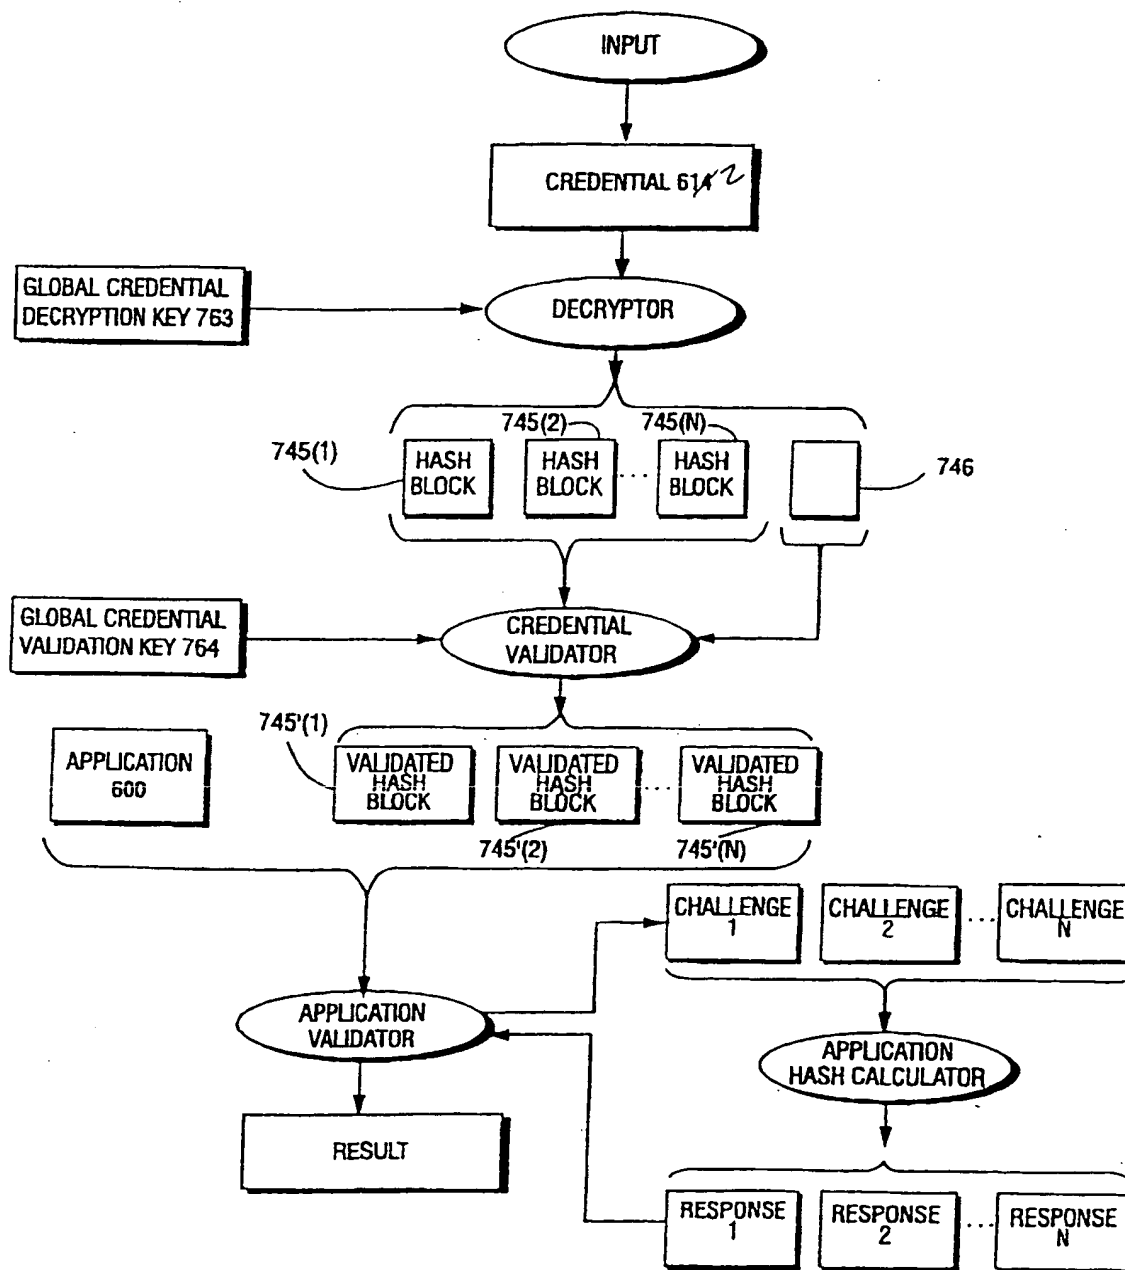 INPUT
CREDENTIAL 614 2
GLOBAL CREDENTIAL
DECRYPTION KEY 763
DECRYPTOR
745(1)
745(2)
745(N)
HASH
BLOCK
HASH
BLOCK
....
HASH
BLOCK
746
GLOBAL CREDENTIAL
VALIDATION KEY 764
CREDENTIAL
VALIDATOR
APPLICATION
600
745'(1)
VALIDATED
HASH
BLOCK
VALIDATED
HASH
BLOCK
....
VALIDATED
HASH
BLOCK
745'(2)
745'(N)
CHALLENGE
1
CHALLENGE
2
....
CHALLENGE
N
APPLICATION
VALIDATOR
APPLICATION
HASH CALCULATOR
RESULT
RESPONSE
1
RESPONSE
2
....
RESPONSE
N